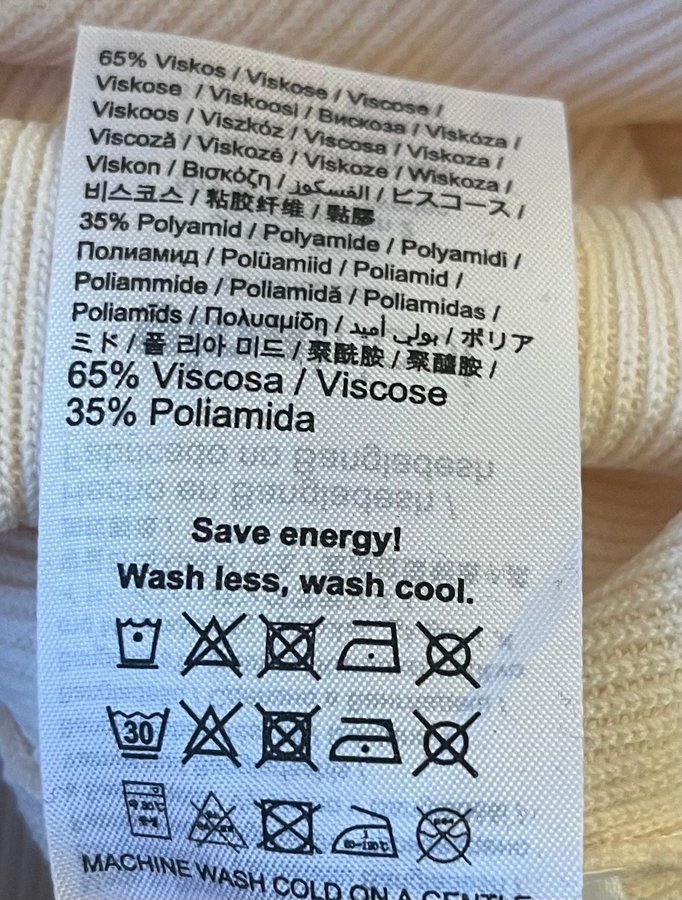 65% Viskos / Viskose / Viscose /
Viskose / Viskoosi / Вискоза / Viskóza /
Viskoos / Viszkóz / Viscosa / Viskoza /
Viscoză / Viskozė / Viskoze / Wiskoza /
Viskon / Βισκόζη / الفسكوز / ビスコース /
비스코스 / 粘胶纤维 / 黏膠
35% Polyamid / Polyamide / Polyamidi /
Полиамид / Polüamiid / Poliamid /
Poliammide / Poliamidă / Poliamidas /
Poliamīds / Πολυαμίδη / بولي أميد / ポリア
ミド / 폴 리아 미드 / 聚酰胺 / 聚醯胺 /
65% Viscosa / Viscose
35% Poliamida
Save energy!
Wash less, wash cool.
30
MACHINE WASH COLD ON A GENTLE